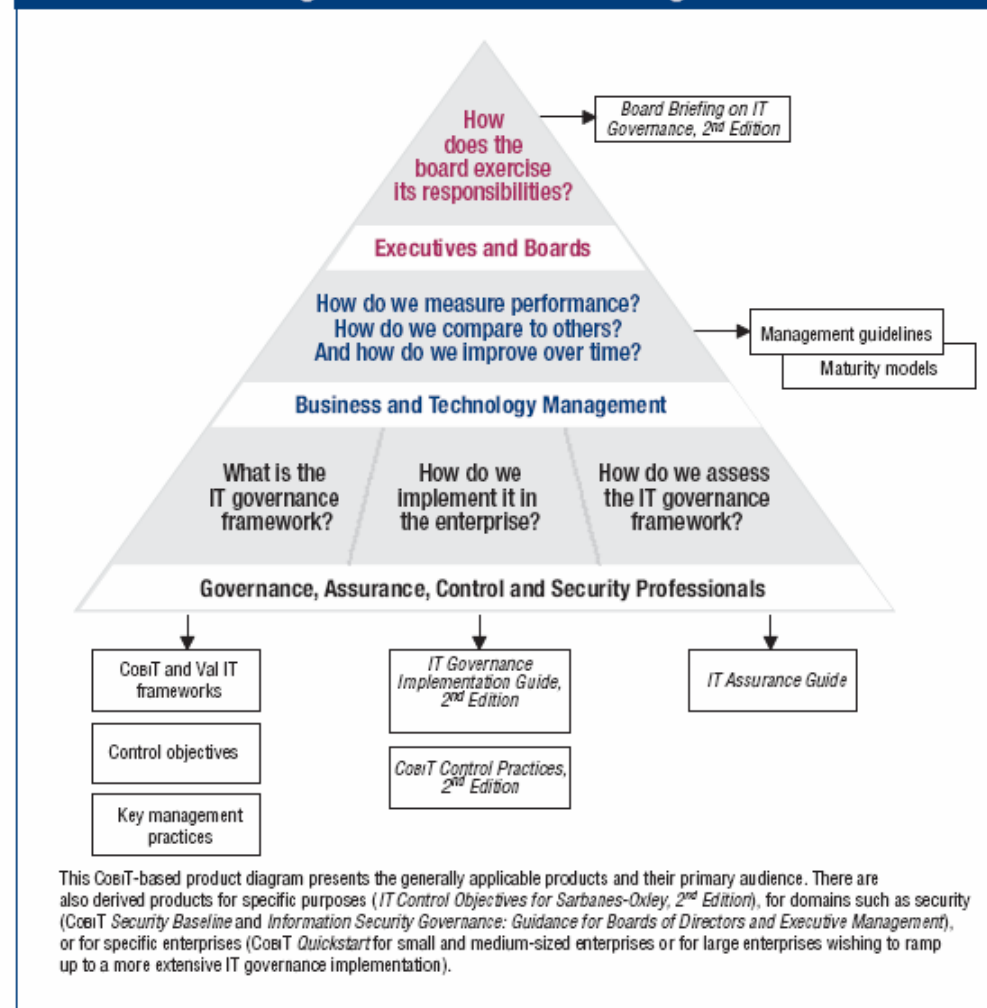 How
does the
board exercise
its responsibilities?
Board Briefing on IT
Governance, 2nd Edition
Executives and Boards
How do we measure performance?
How do we compare to others?
And how do we improve over time?
Management guidelines
Maturity models
Business and Technology Management
What is the
IT governance
framework?
How do we
implement it in
the enterprise?
How do we assess
the IT governance
framework?
Governance, Assurance, Control and Security Professionals
COBIT and Val IT
frameworks
Control objectives
Key management
practices
IT Governance
Implementation Guide,
2nd Edition
COBIT Control Practices,
2nd Edition
IT Assurance Guide
This COBIT-based product diagram presents the generally applicable products and their primary audience. There are
also derived products for specific purposes (IT Control Objectives for Sarbanes-Oxley, 2nd Edition), for domains such as security
(COBIT Security Baseline and Information Security Governance: Guidance for Boards of Directors and Executive Management),
or for specific enterprises (COBIT Quickstart for small and medium-sized enterprises or for large enterprises wishing to ramp
up to a more extensive IT governance implementation).